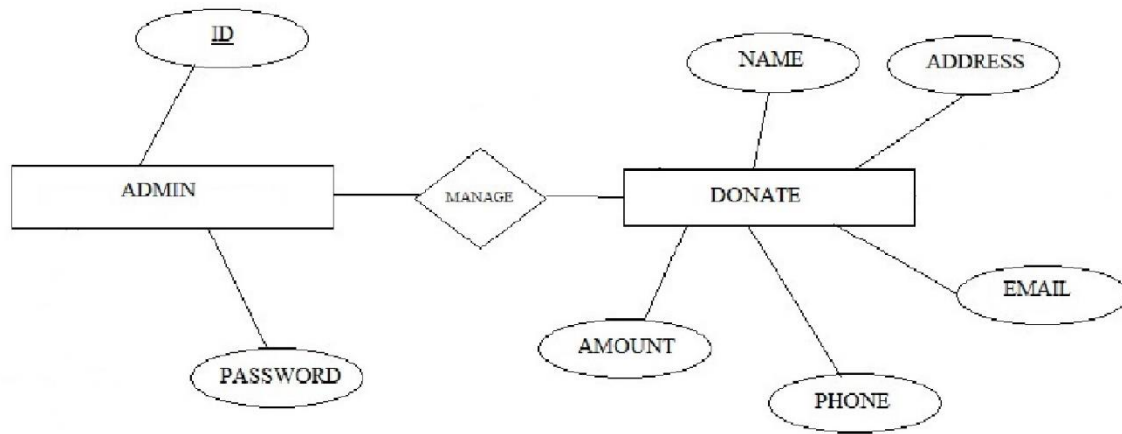 ID
NAME
ADDRESS
ADMIN
MANAGE
DONATE
EMAIL
AMOUNT
PASSWORD
PHONE